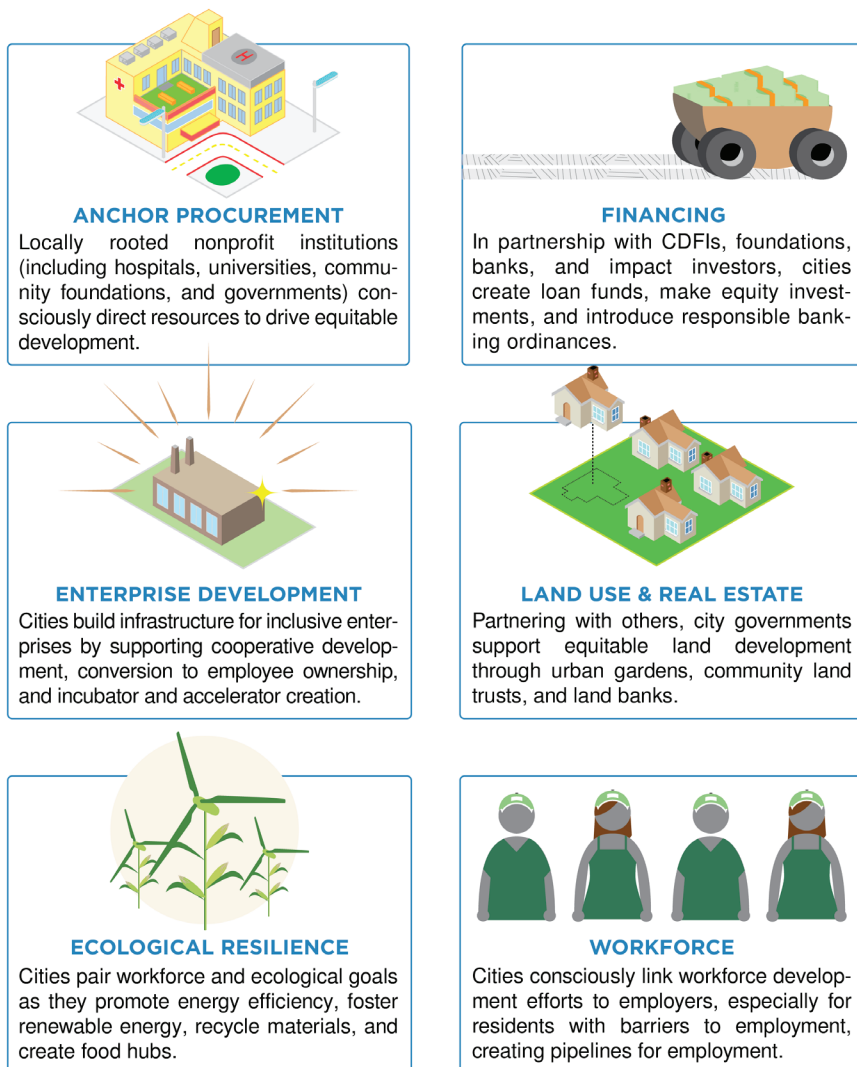 H
ANCHOR PROCUREMENT
Locally rooted nonprofit institutions
(including hospitals, universities, commu-
nity foundations, and governments) con-
sciously direct resources to drive equitable
development.
FINANCING
In partnership with CDFIs, foundations,
banks, and impact investors, cities
create loan funds, make equity invest-
ments, and introduce responsible bank-
ing ordinances.
ENTERPRISE DEVELOPMENT
Cities build infrastructure for inclusive enter-
prises by supporting cooperative develop-
ment, conversion to employee ownership,
and incubator and accelerator creation.
LAND USE & REAL ESTATE
Partnering with others, city governments
support equitable land development
through urban gardens, community land
trusts, and land banks.
ECOLOGICAL RESILIENCE
Cities pair workforce and ecological goals
as they promote energy efficiency, foster
renewable energy, recycle materials, and
create food hubs.
WORKFORCE
Cities consciously link workforce develop-
ment efforts to employers, especially for
residents with barriers to employment,
creating pipelines for employment.